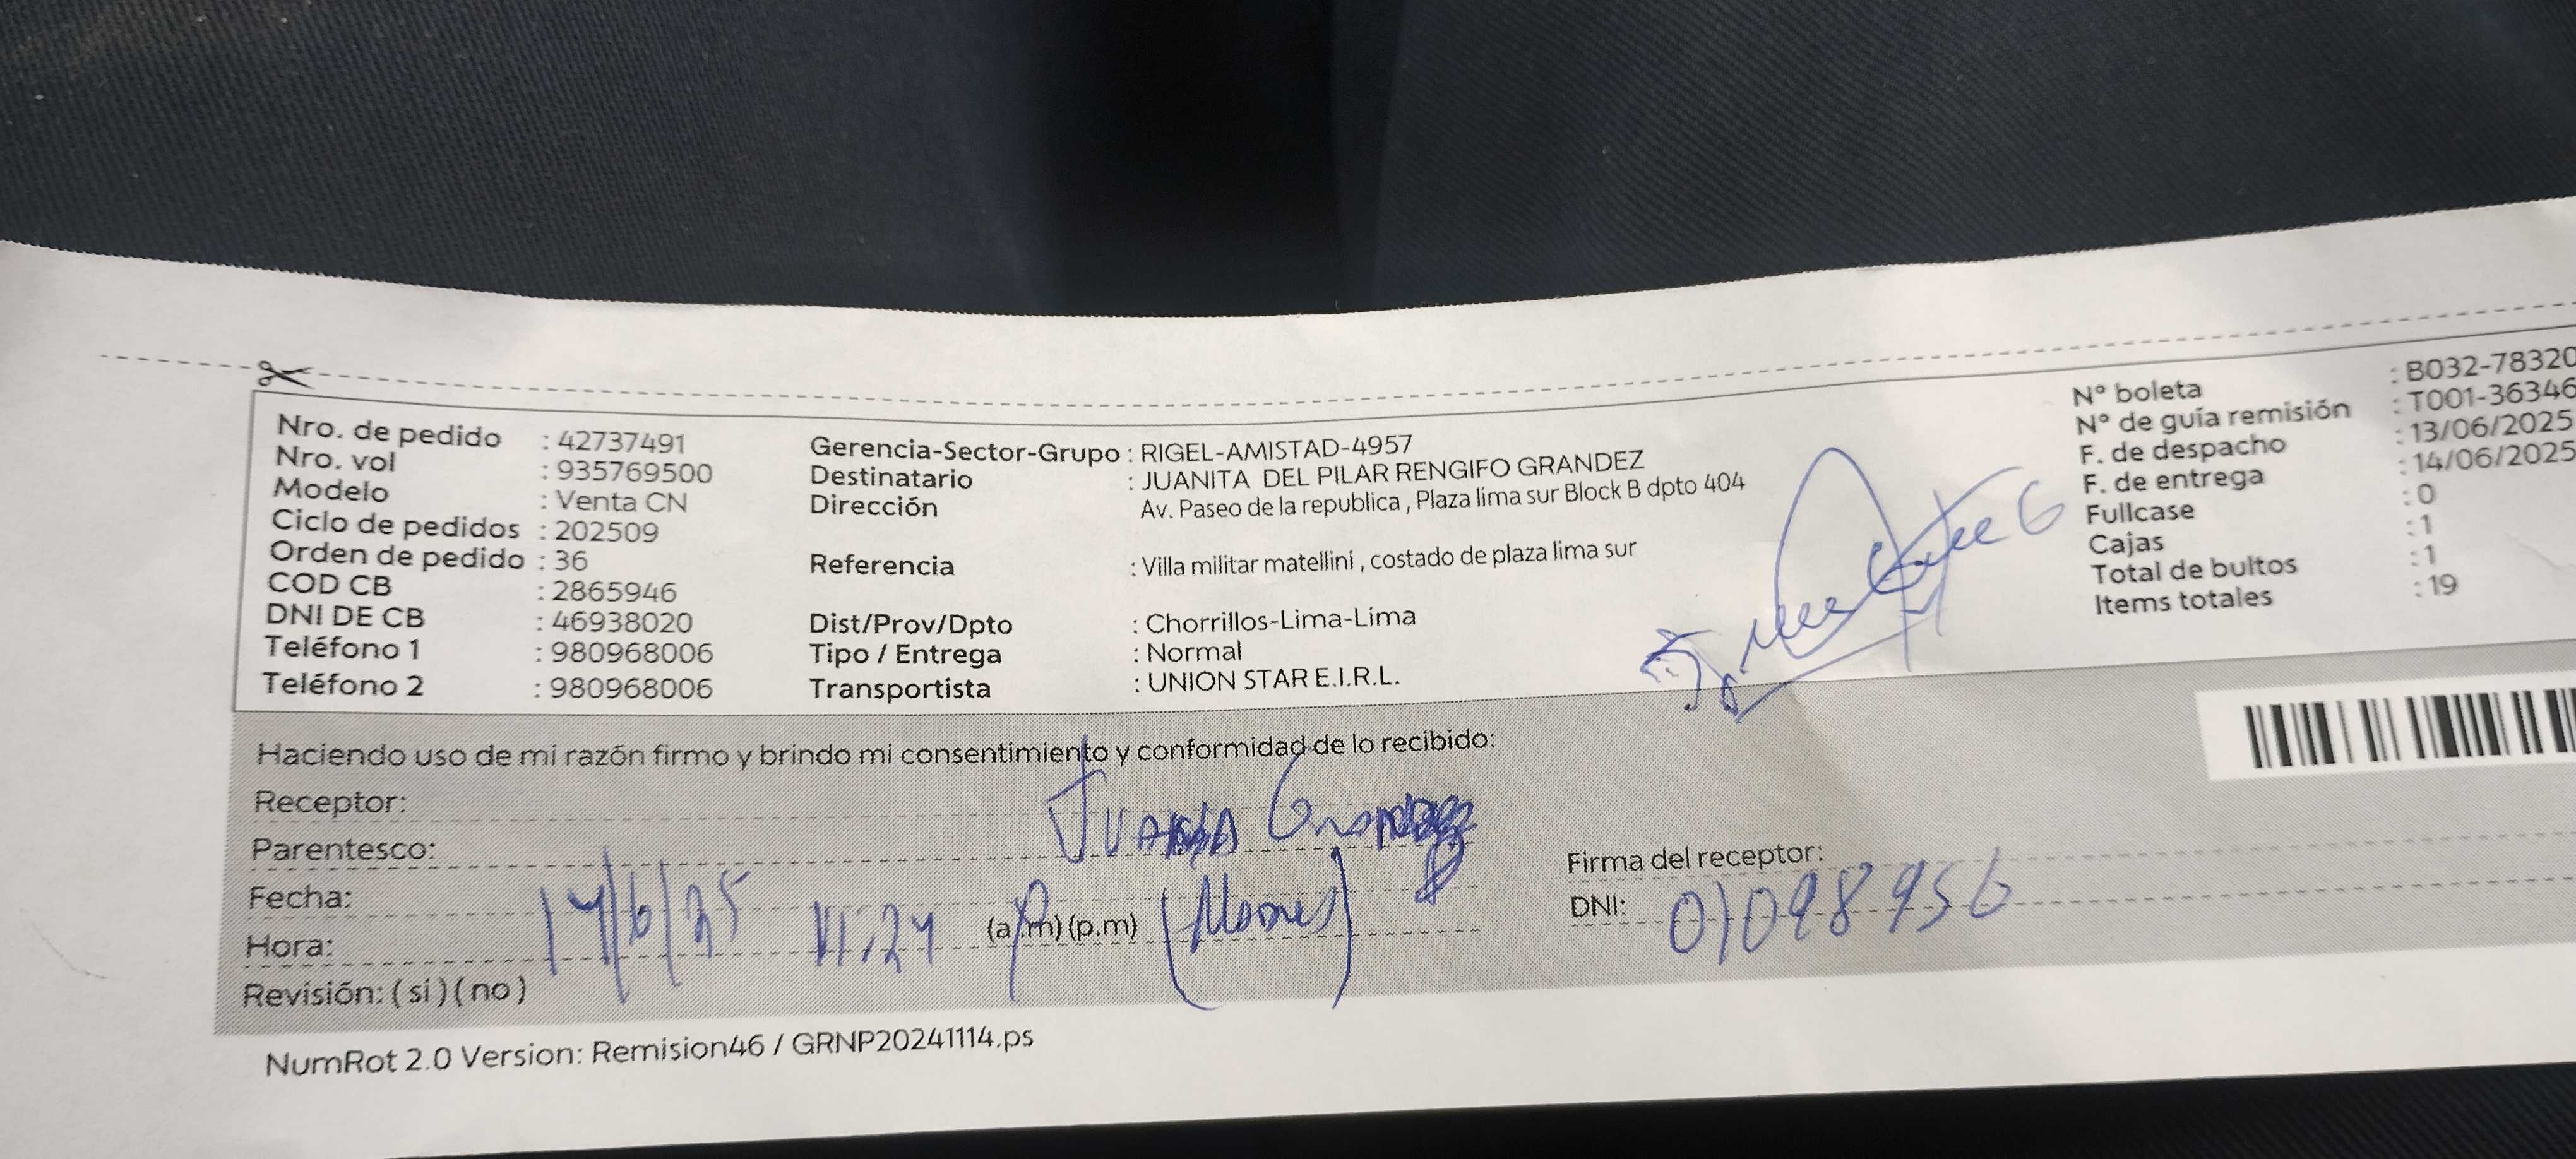 Nro. de pedido : 42737491
Nro. vol : 935769500
Modelo : Venta CN
Ciclo de pedidos : 202509
Orden de pedido : 36
COD CB : 2865946
DNI DE CB : 46938020
Teléfono 1 : 980968006
Teléfono 2 : 980968006
Gerencia-Sector-Grupo : RIGEL-AMISTAD-4957
Destinatario : JUANITA DEL PILAR RENGIFO GRANDEZ
Dirección Av. Paseo de la republica , Plaza lima sur Block B dpto 404
Referencia : Villa militar matellini , costado de plaza lima sur
Dist/Prov/Dpto : Chorrillos-Lima-Lima
Tipo / Entrega : Normal
Transportista : UNION STAR E.I.R.L.
N° boleta : B032-78320
N° de guía remisión : T001-36346
F. de despacho : 13/06/2025
F. de entrega : 14/06/2025
Fullcase : 0
Cajas : 1
Total de bultos : 1
Items totales : 19
Haciendo uso de mi razón firmo y brindo mi consentimiento y conformidad de lo recibido:
Receptor:
Parentesco:
Fecha: 14/6/25
Hora: 11:24 (a.m) (p.m)
Revisión: ( si ) ( no )
Firma del receptor:
DNI: 01098956
NumRot 2.0 Version: Remision46 / GRNP20241114.ps